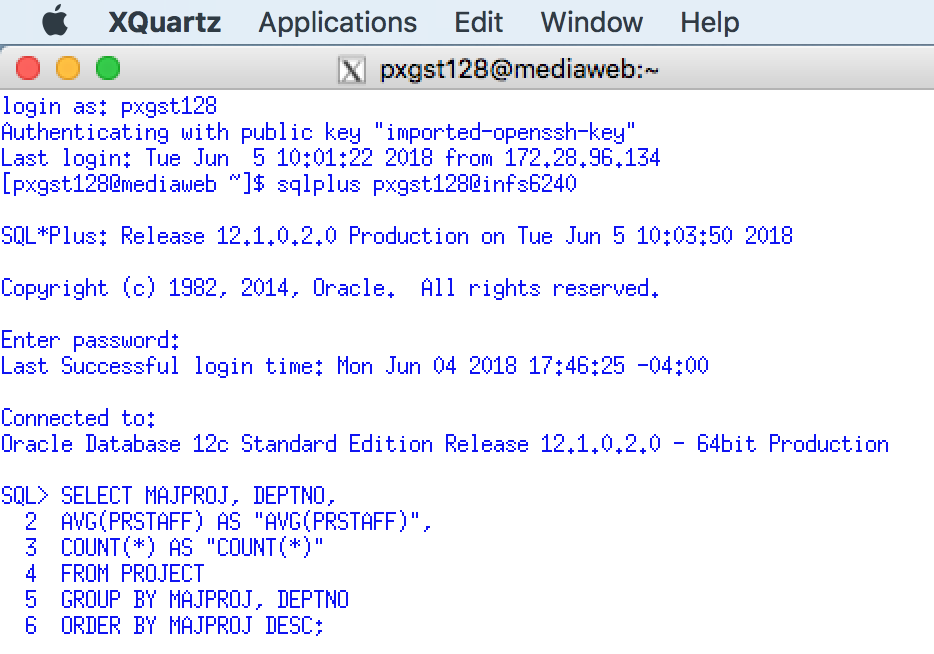 XQuartz Applications Edit Window Help
pxgst128@mediaweb:~
login as: pxgst128
Authenticating with public key "imported-openssh-key"
Last login: Tue Jun  5 10:01:22 2018 from 172.28.96.134
[pxgst128@mediaweb ~]$ sqlplus pxgst128@infs6240
SQL*Plus: Release 12.1.0.2.0 Production on Tue Jun 5 10:03:50 2018
Copyright (c) 1982, 2014, Oracle.  All rights reserved.
Enter password:
Last Successful login time: Mon Jun 04 2018 17:46:25 -04:00
Connected to:
Oracle Database 12c Standard Edition Release 12.1.0.2.0 - 64bit Production
SQL> SELECT MAJPROJ, DEPTNO,
  2  AVG(PRSTAFF) AS "AVG(PRSTAFF)",
  3  COUNT(*) AS "COUNT(*)"
  4  FROM PROJECT
  5  GROUP BY MAJPROJ, DEPTNO
  6  ORDER BY MAJPROJ DESC;